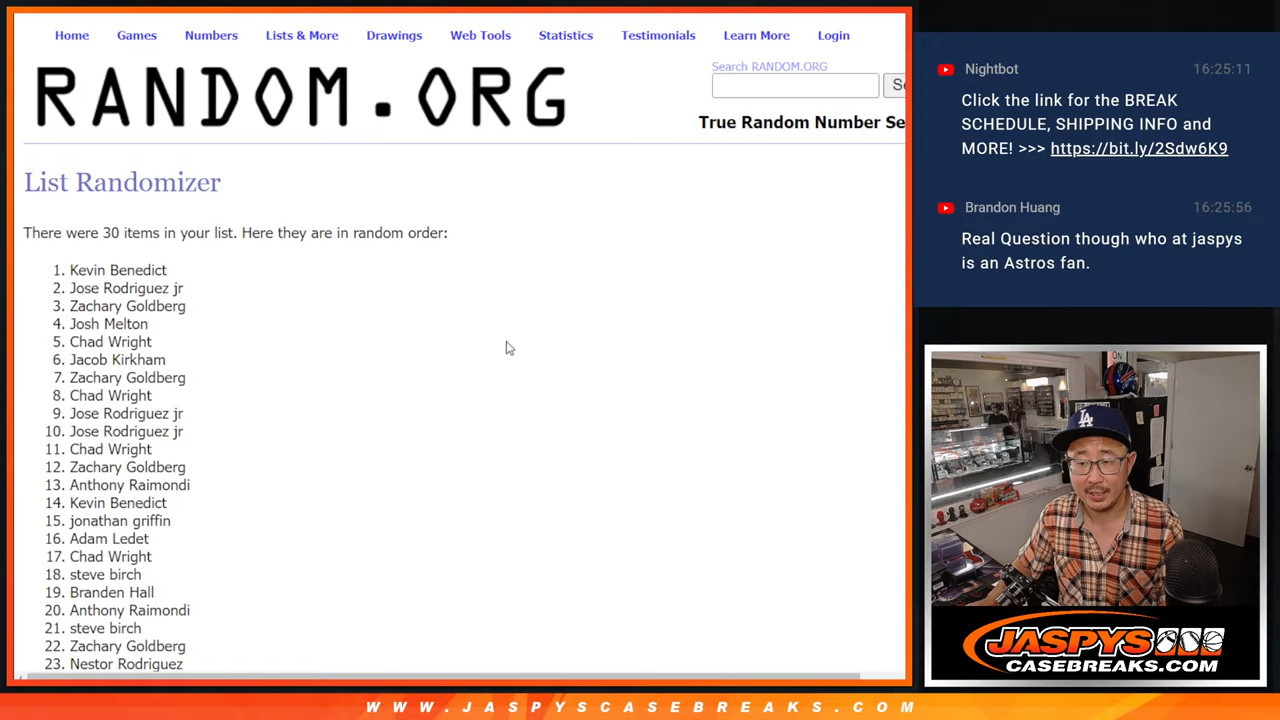 Home Games Numbers Lists & More Drawings Web Tools Statistics Testimonials Learn More Login
RANDOM.ORG
Search RANDOM.ORG
Se
True Random Number Se
List Randomizer
There were 30 items in your list. Here they are in random order:
1. Kevin Benedict
2. Jose Rodriguez jr
3. Zachary Goldberg
4. Josh Melton
5. Chad Wright
6. Jacob Kirkham
7. Zachary Goldberg
8. Chad Wright
9. Jose Rodriguez jr
10. Jose Rodriguez jr
11. Chad Wright
12. Zachary Goldberg
13. Anthony Raimondi
14. Kevin Benedict
15. jonathan griffin
16. Adam Ledet
17. Chad Wright
18. steve birch
19. Branden Hall
20. Anthony Raimondi
21. steve birch
22. Zachary Goldberg
23. Nestor Rodriguez
Nightbot 16:25:11
Click the link for the BREAK
SCHEDULE, SHIPPING INFO and
MORE! >>> https://bit.ly/2Sdw6K9
Brandon Huang 16:25:56
Real Question though who at jaspys
is an Astros fan.
ON
LA
JASPYS
CASEBREAKS.COM
WWW.JASPYSCASEBREAKS.COM